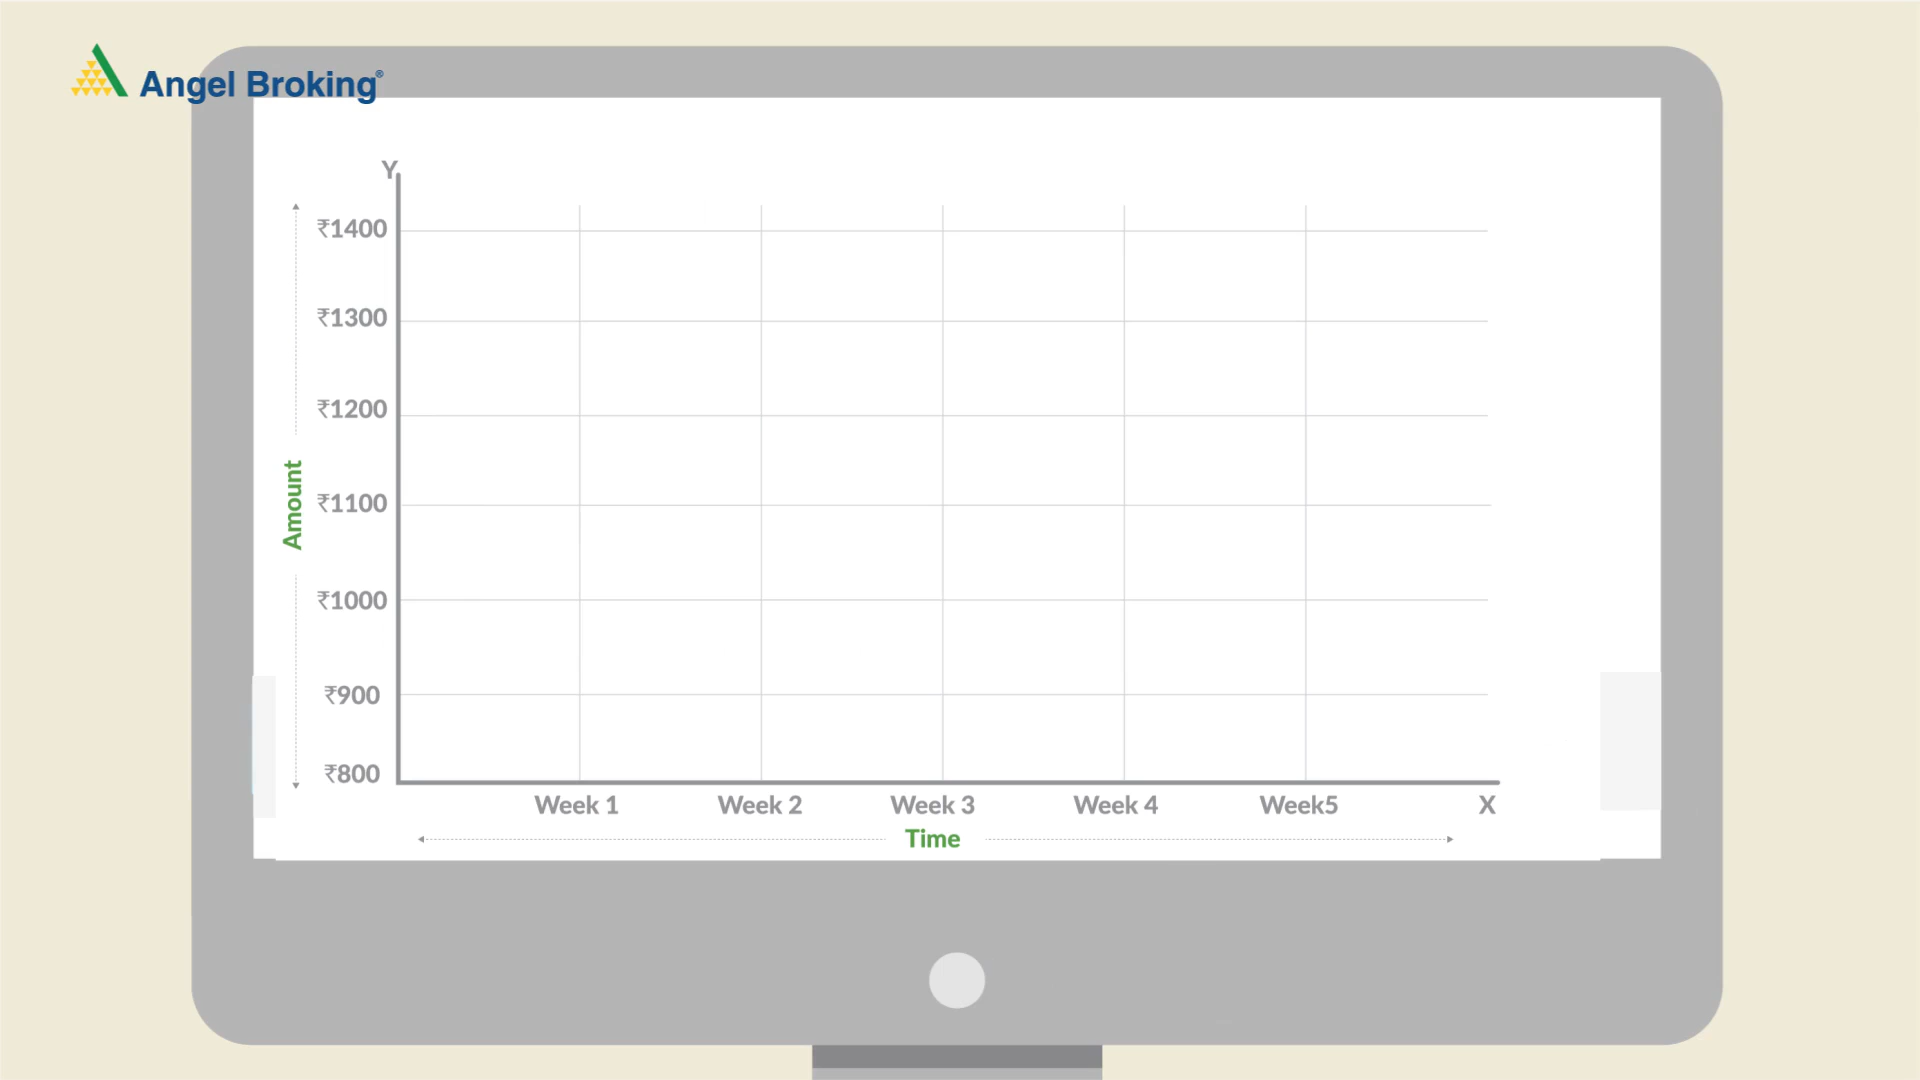 Angel Broking®
Y
₹1400
₹1300
₹1200
₹1100
₹1000
₹900
₹800
Amount
Week 1 Week 2 Week 3 Week 4 Week5 X
Time